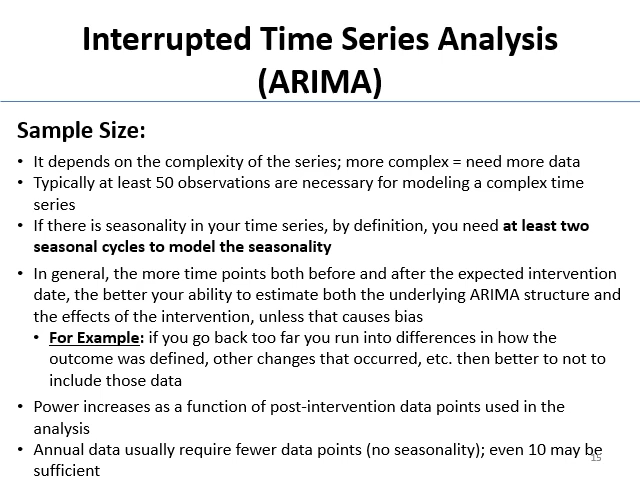 Interrupted Time Series Analysis
(ARIMA)
Sample Size:
• It depends on the complexity of the series; more complex = need more data
• Typically at least 50 observations are necessary for modeling a complex time
series
• If there is seasonality in your time series, by definition, you need at least two
seasonal cycles to model the seasonality
• In general, the more time points both before and after the expected intervention
date, the better your ability to estimate both the underlying ARIMA structure and
the effects of the intervention, unless that causes bias
• For Example: if you go back too far you run into differences in how the
outcome was defined, other changes that occurred, etc. then better to not to
include those data
• Power increases as a function of post-intervention data points used in the
analysis
• Annual data usually require fewer data points (no seasonality); even 10 may be
sufficient
15